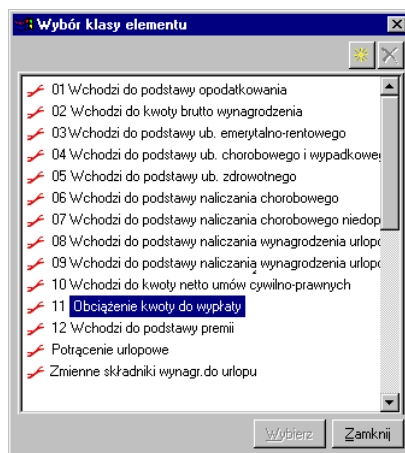 Wybór klasy elementu
01 Wchodzi do podstawy opodatkowania
02 Wchodzi do kwoty brutto wynagrodzenia
03 Wchodzi do podstawy ub. emerytalno-rentowego
04 Wchodzi do podstawy ub. chorobowego i wypadkoweg
05 Wchodzi do podstawy ub. zdrowotnego
06 Wchodzi do podstawy naliczania chorobowego
07 Wchodzi do podstawy naliczania chorobowego niedop
08 Wchodzi do podstawy naliczania wynagrodzenia urlopo
09 Wchodzi do podstawy naliczania wynagrodzenia urlopo
10 Wchodzi do kwoty netto umów cywilno-prawnych
11 Obciążenie kwoty do wypłaty
12 Wchodzi do podstawy premii
Potrącenie urlopowe
Zmienne składniki wynagr.do urlopu
Wybierz Zamknij